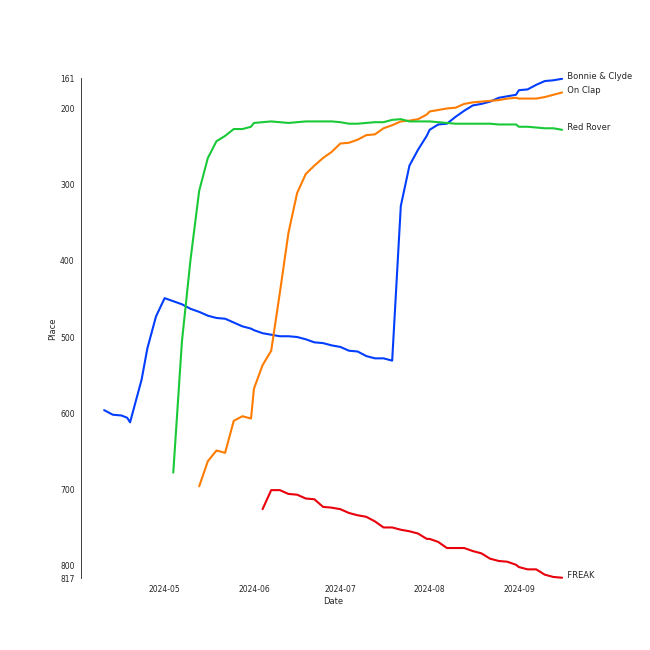 161
200
300
400
500
600
700
800
817
Place
2024-05
2024-06
2024-07
2024-08
2024-09
Date
Bonnie & Clyde
On Clap
Red Rover
FREAK